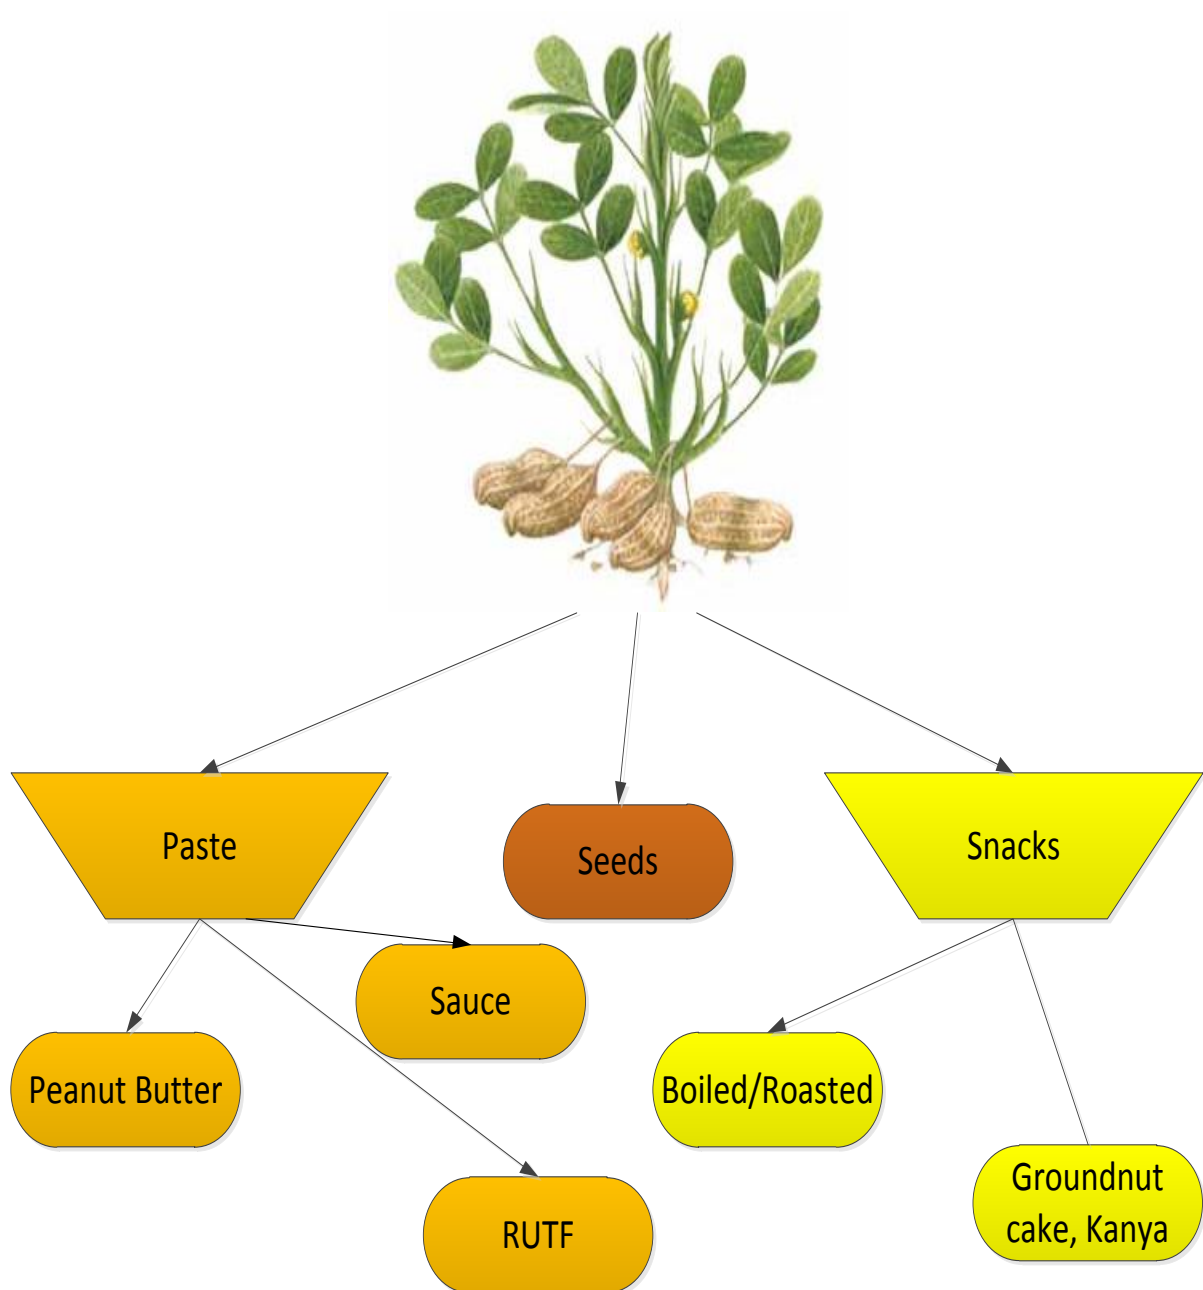 Paste
Seeds
Snacks
Sauce
Peanut Butter
Boiled/Roasted
Groundnut
cake, Kanya
RUTF